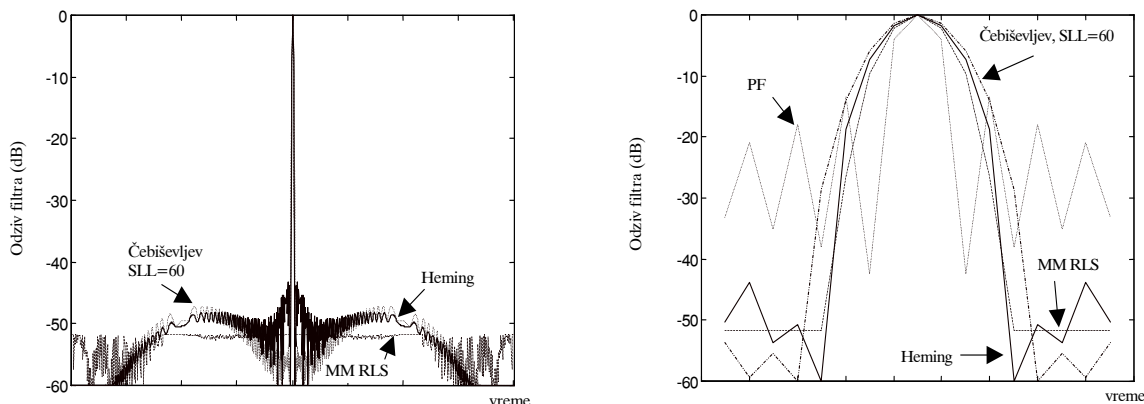 0
-10
-20
-30
-40
-50
-60
Odziv filtra (dB)
Čebiševljev
SLL=60
Heming
MM RLS
vreme
0
-10
-20
-30
-40
-50
-60
Odziv filtra (dB)
Čebiševljev, SLL=60
PF
MM RLS
Heming
vreme